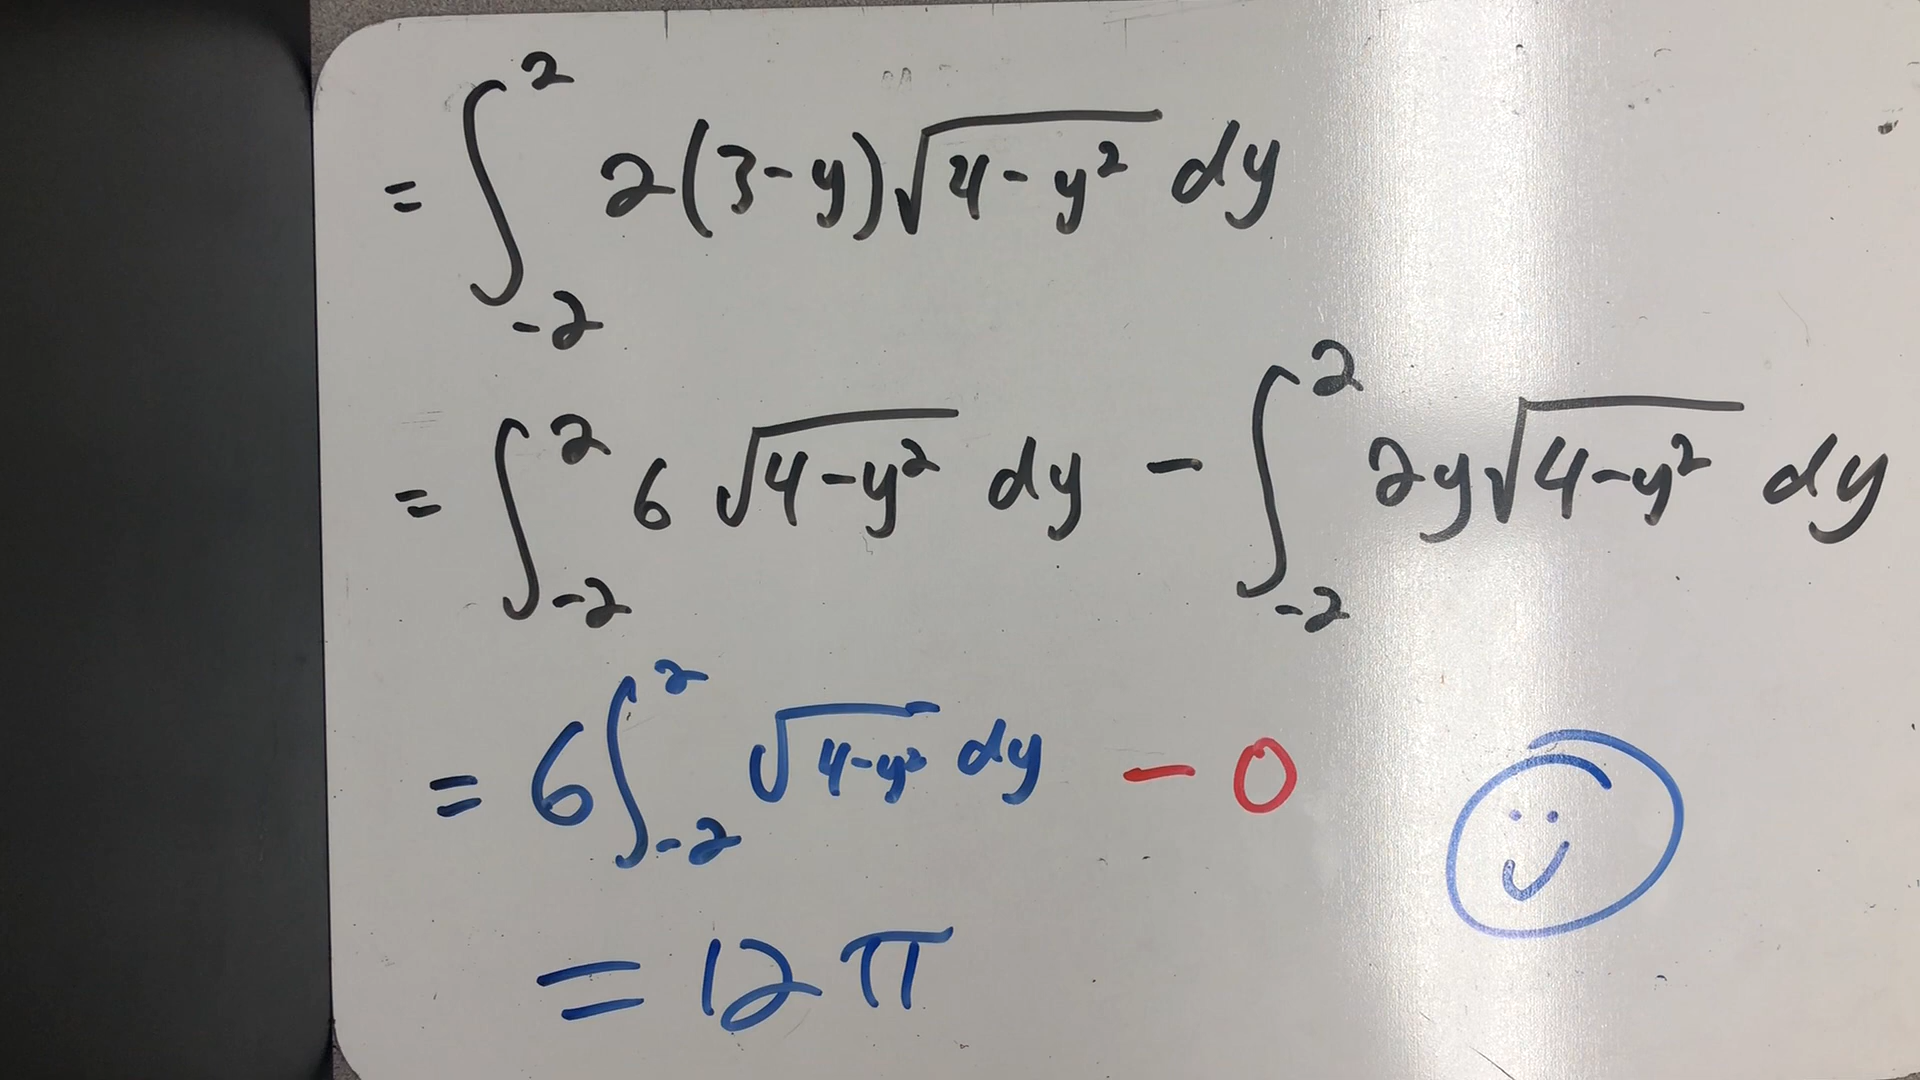 = ∫_{-2}^{2} 2(3-y)√(4-y²) dy
= ∫_{-2}^{2} 6 √(4-y²) dy - ∫_{-2}^{2} 2y√(4-y²) dy
= 6∫_{-2}^{2} √(4-y²) dy - 0
= 12π